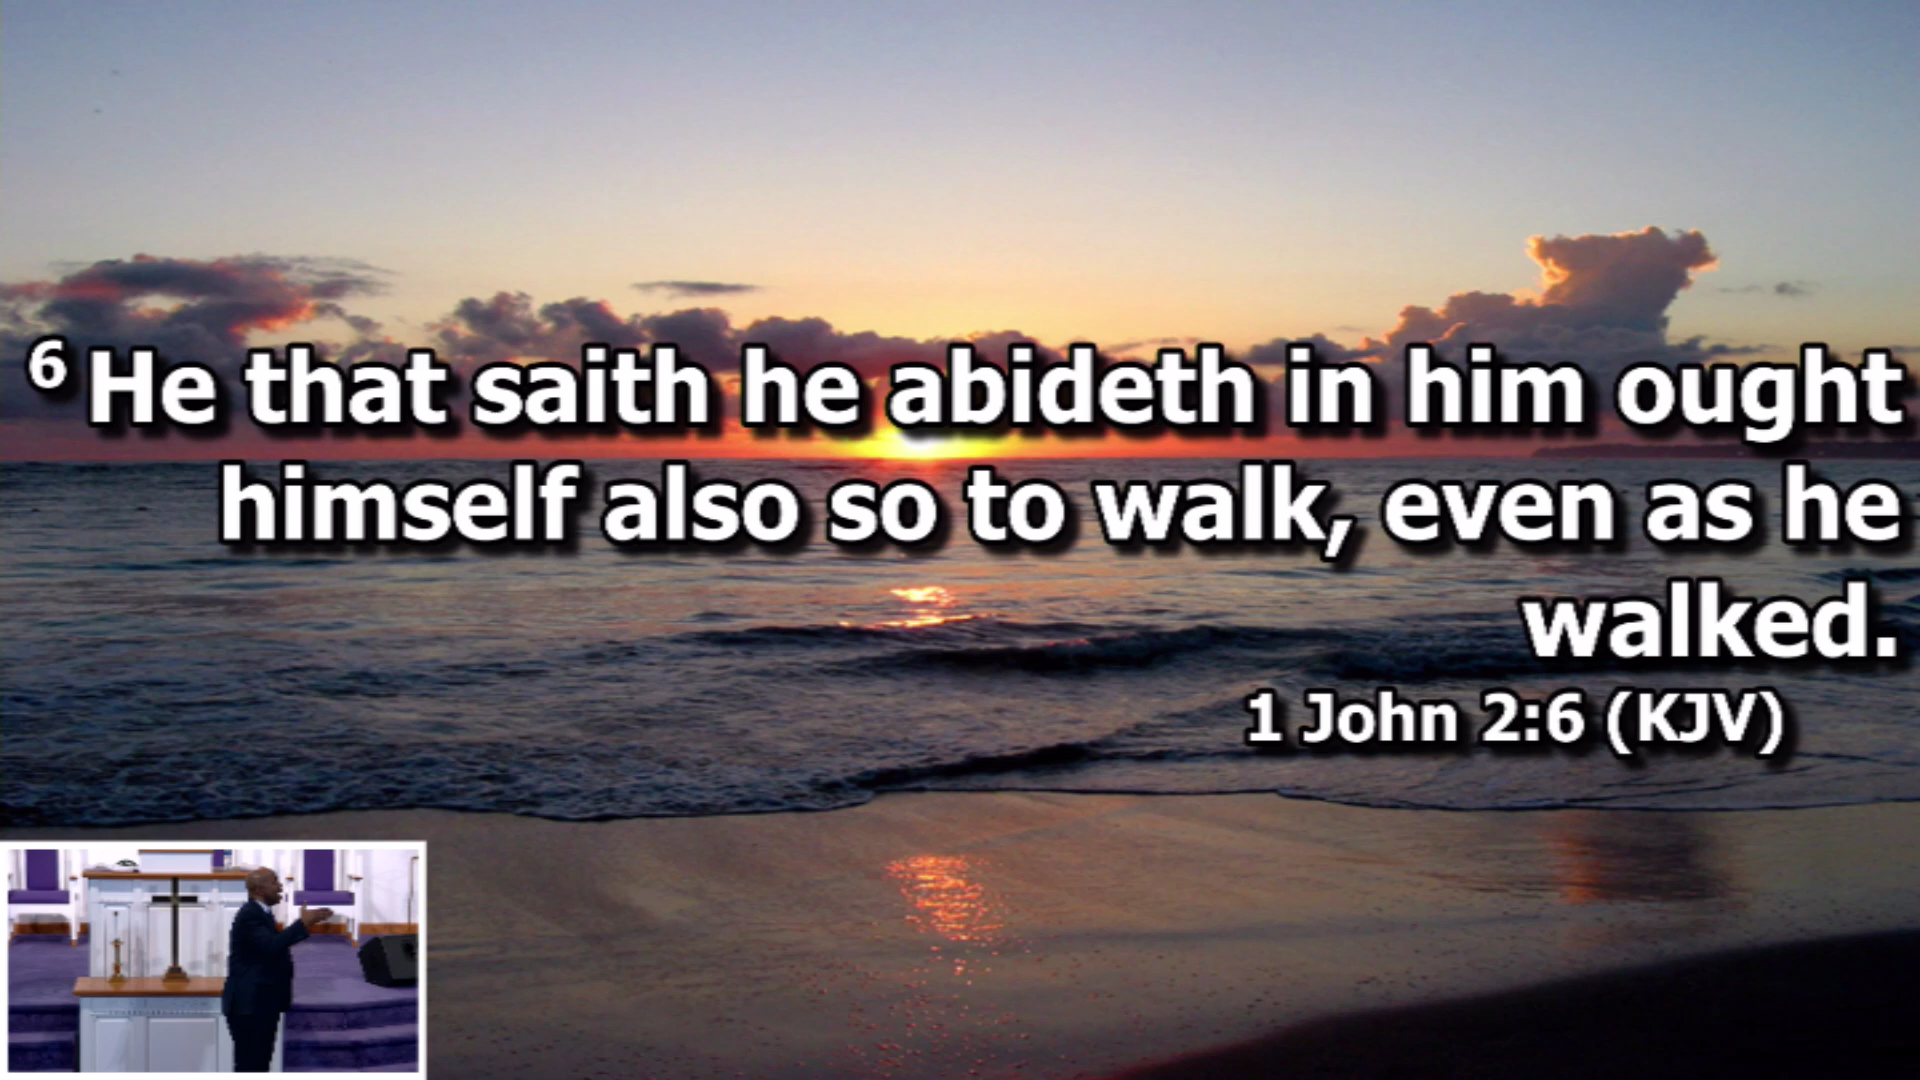 6 He that saith he abideth in him ought
himself also so to walk, even as he
walked.
1 John 2:6 (KJV)